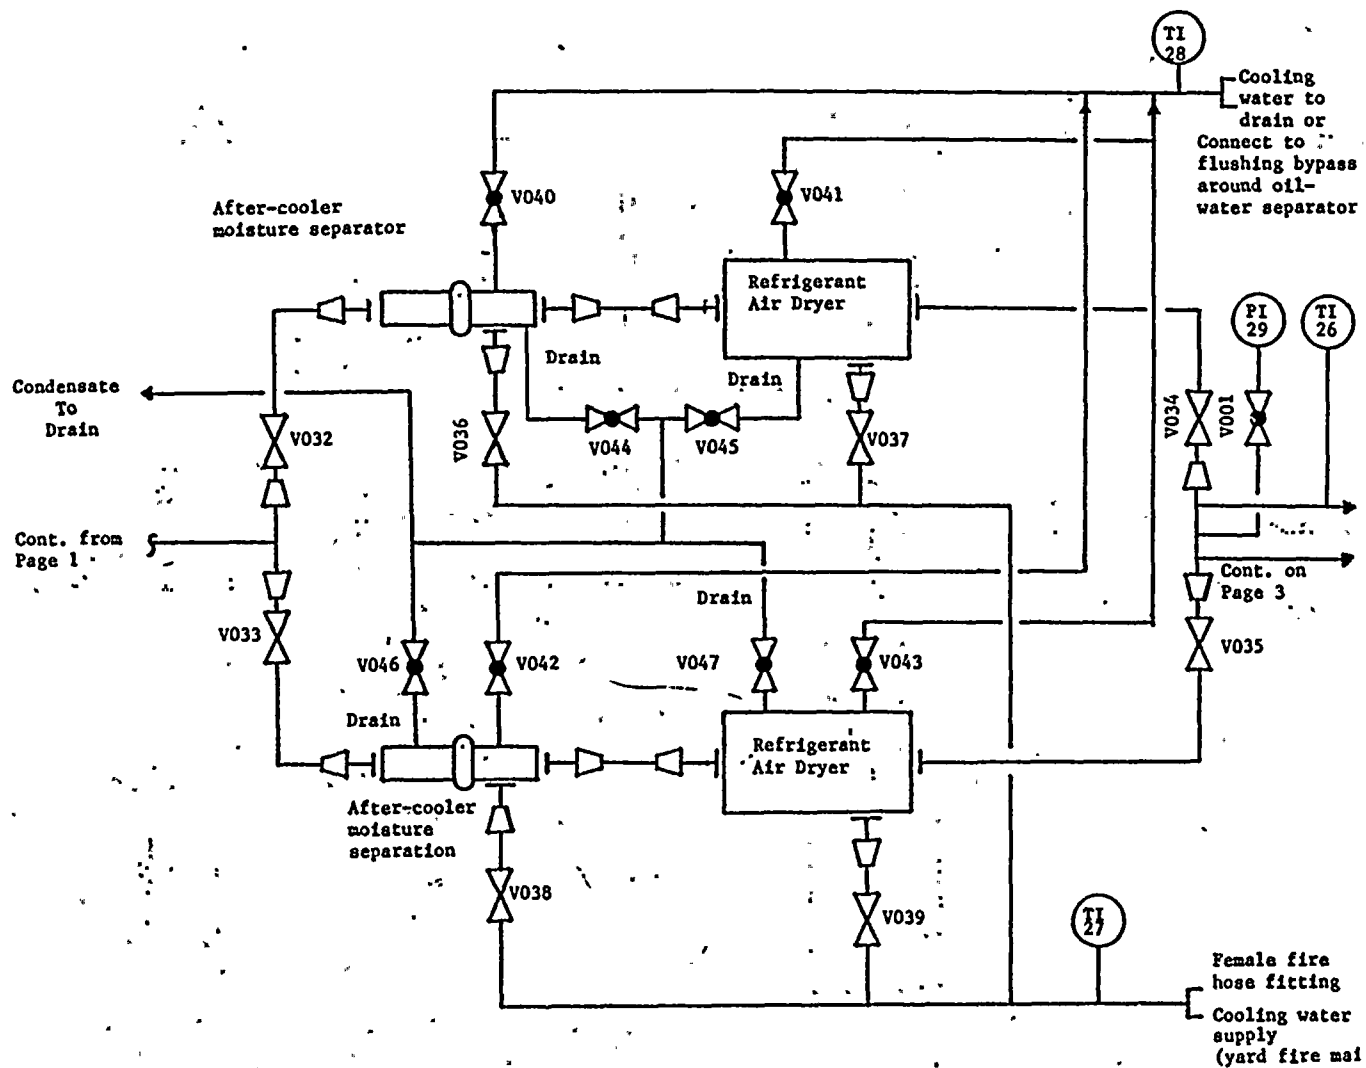 TI
28
Cooling
water to
drain or
Connect to
flushing bypass
around oil-
water separator
V040
V041
After-cooler
moisture separator
Refrigerant
Air Dryer
PI
29
TI
26
Drain
Drain
Condensate
To
Drain
V032
V036
V044
V045
V037
V034
V001
Cont. from
Page 1
Cont. on
Page 3
Drain
V033
V046
V042
V047
V043
V035
Drain
Refrigerant
Air Dryer
After-cooler
moisture
separation
V038
V039
TI
27
Female fire
hose fitting
Cooling water
supply
(yard fire mai